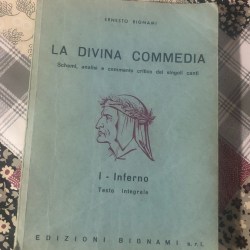 ERNESTO BIGNAMI
LA DIVINA COMMEDIA
Schemi, analisi e commento critico dei singoli canti
I - Inferno
Testo integrale
EDIZIONI BIGNAMI s.r.l.